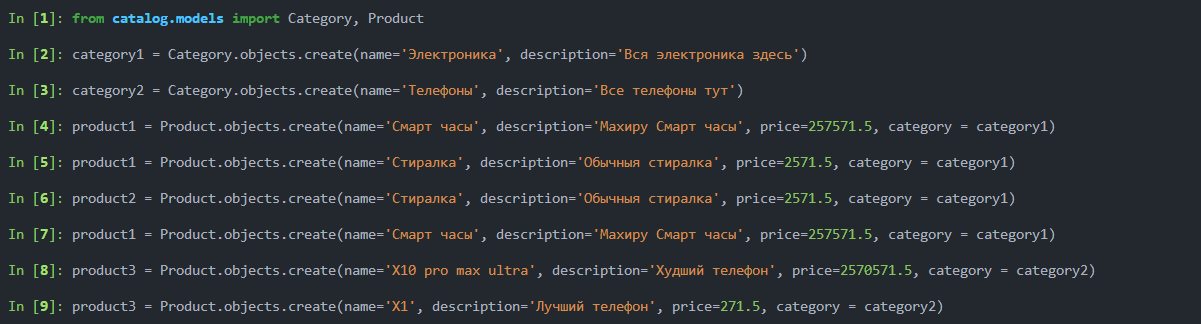 In [1]: from catalog.models import Category, Product
In [2]: category1 = Category.objects.create(name='Электроника', description='Вся электроника здесь')
In [3]: category2 = Category.objects.create(name='Телефоны', description='Все телефоны тут')
In [4]: product1 = Product.objects.create(name='Смарт часы', description='Махиру Смарт часы', price=257571.5, category = category1)
In [5]: product1 = Product.objects.create(name='Стиралка', description='Обычныя стиралка', price=2571.5, category = category1)
In [6]: product2 = Product.objects.create(name='Стиралка', description='Обычныя стиралка', price=2571.5, category = category1)
In [7]: product1 = Product.objects.create(name='Смарт часы', description='Махиру Смарт часы', price=257571.5, category = category1)
In [8]: product3 = Product.objects.create(name='X10 pro max ultra', description='Худший телефон', price=2570571.5, category = category2)
In [9]: product3 = Product.objects.create(name='X1', description='Лучший телефон', price=271.5, category = category2)